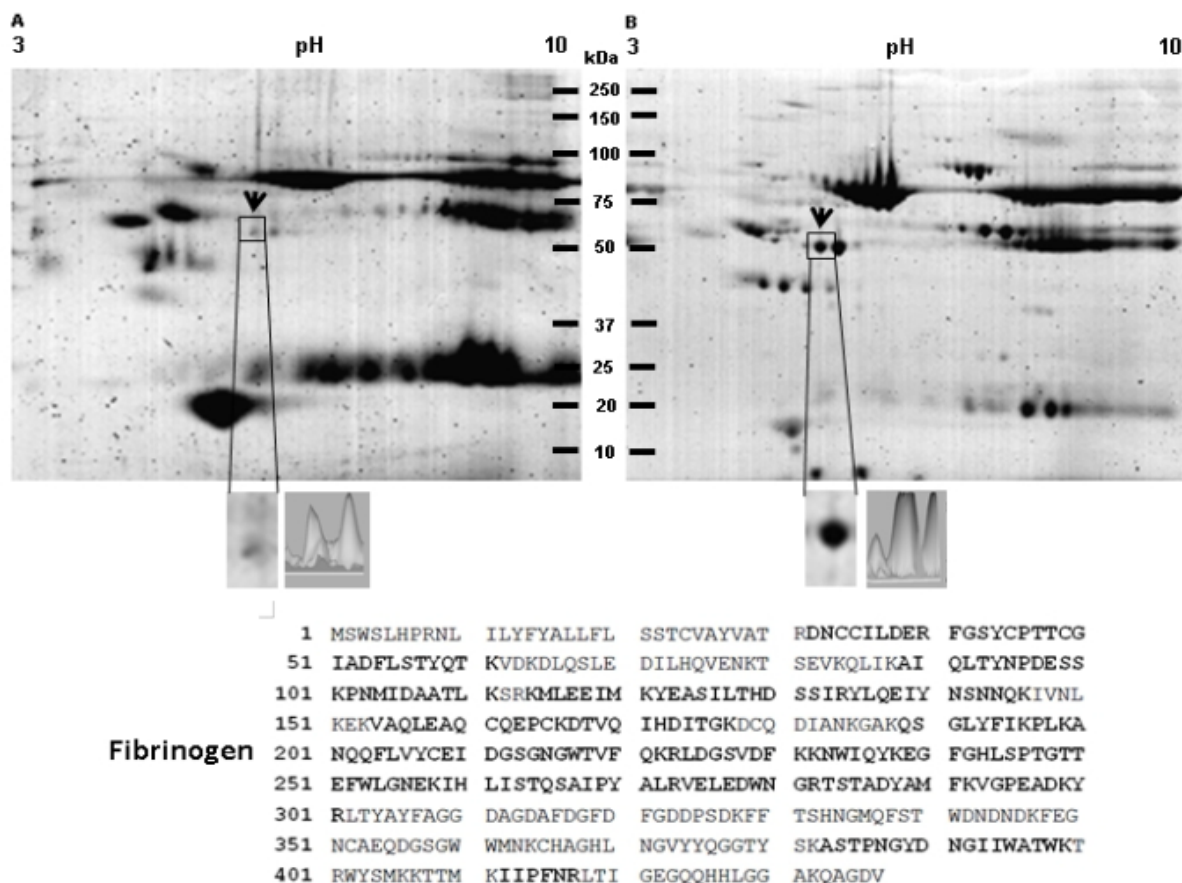 A
B
3 pH 10 kDa 3 pH 10
250
150
100
75
50
37
25
20
10
1 MSWSLHPRNL ILYFYALLFL SSTCVAYVAT RDNCCILDER FGSYCPTTCG
51 IADFLSTYQT KVDKDLQSLE DILHQVENKT SEVKQLIKAI QLTYNPDESS
101 KPNMIDAATL KSRKMLEEIM KYEASILTHD SSIRYLQEIY NSNNQKIVNL
151 KEKVAQLEAQ CQEPCKDTVQ IHDITGKDCQ DIANKGAKQS GLYFIKPLKA
Fibrinogen
201 NQQFLVYCEI DGSGNGWTVF QKRLDGSVDF KKNWIQYKEG FGHLSPTGTT
251 EFWLGNEKIH LISTQSAIPY ALRVELEDWN GRTSTADYAM FKVGPEADKY
301 RLTYAYFAGG DAGDAFDGFD FGDDPSDKFF TSHNGMQFST WDNDNDKFEG
351 NCAEQDGSGW WMNKCHAGHL NGVYYQGGTY SKASTPNGYD NGIIWATWKT
401 RWYSMKKTTM KIIPFNRLTI GEGQQHHLGG AKQAGDV